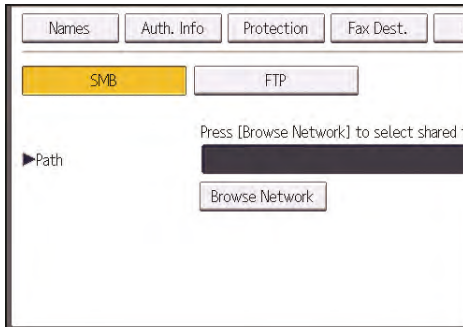 Names Auth. Info Protection Fax Dest.
SMB FTP
Press [Browse Network] to select shared
▶Path
Browse Network